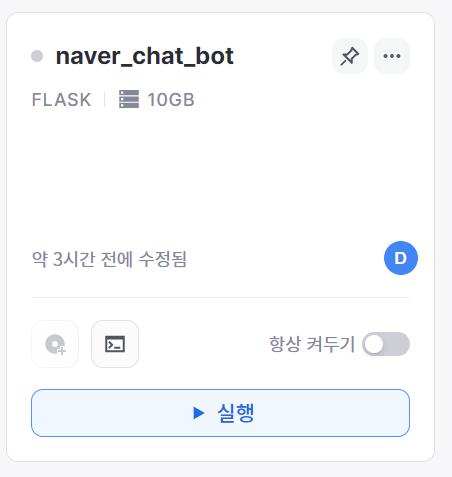 naver_chat_bot
FLASK 10GB
약 3시간 전에 수정됨
D
항상 켜두기
실행